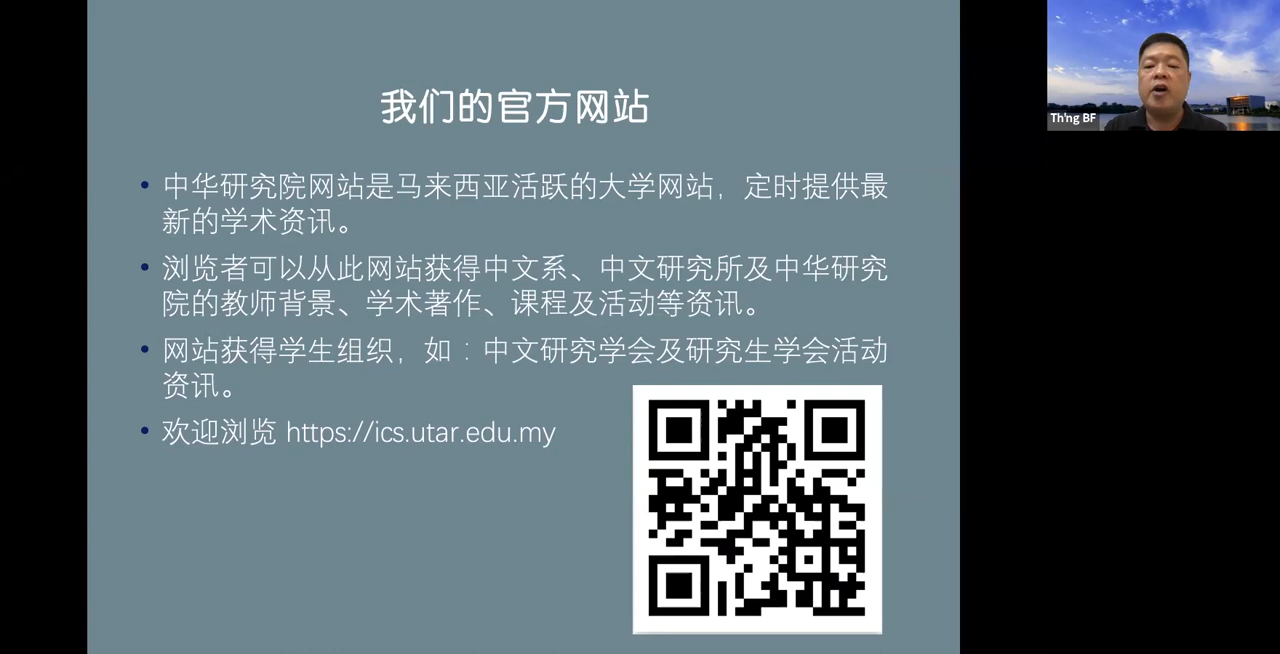 我们的官方网站
• 中华研究院网站是马来西亚活跃的大学网站，定时提供最
新的学术资讯。
• 浏览者可以从此网站获得中文系、中文研究所及中华研究
院的教师背景、学术著作、课程及活动等资讯。
• 网站获得学生组织，如：中文研究学会及研究生学会活动
资讯。
• 欢迎浏览 https://ics.utar.edu.my
Th'ng BF